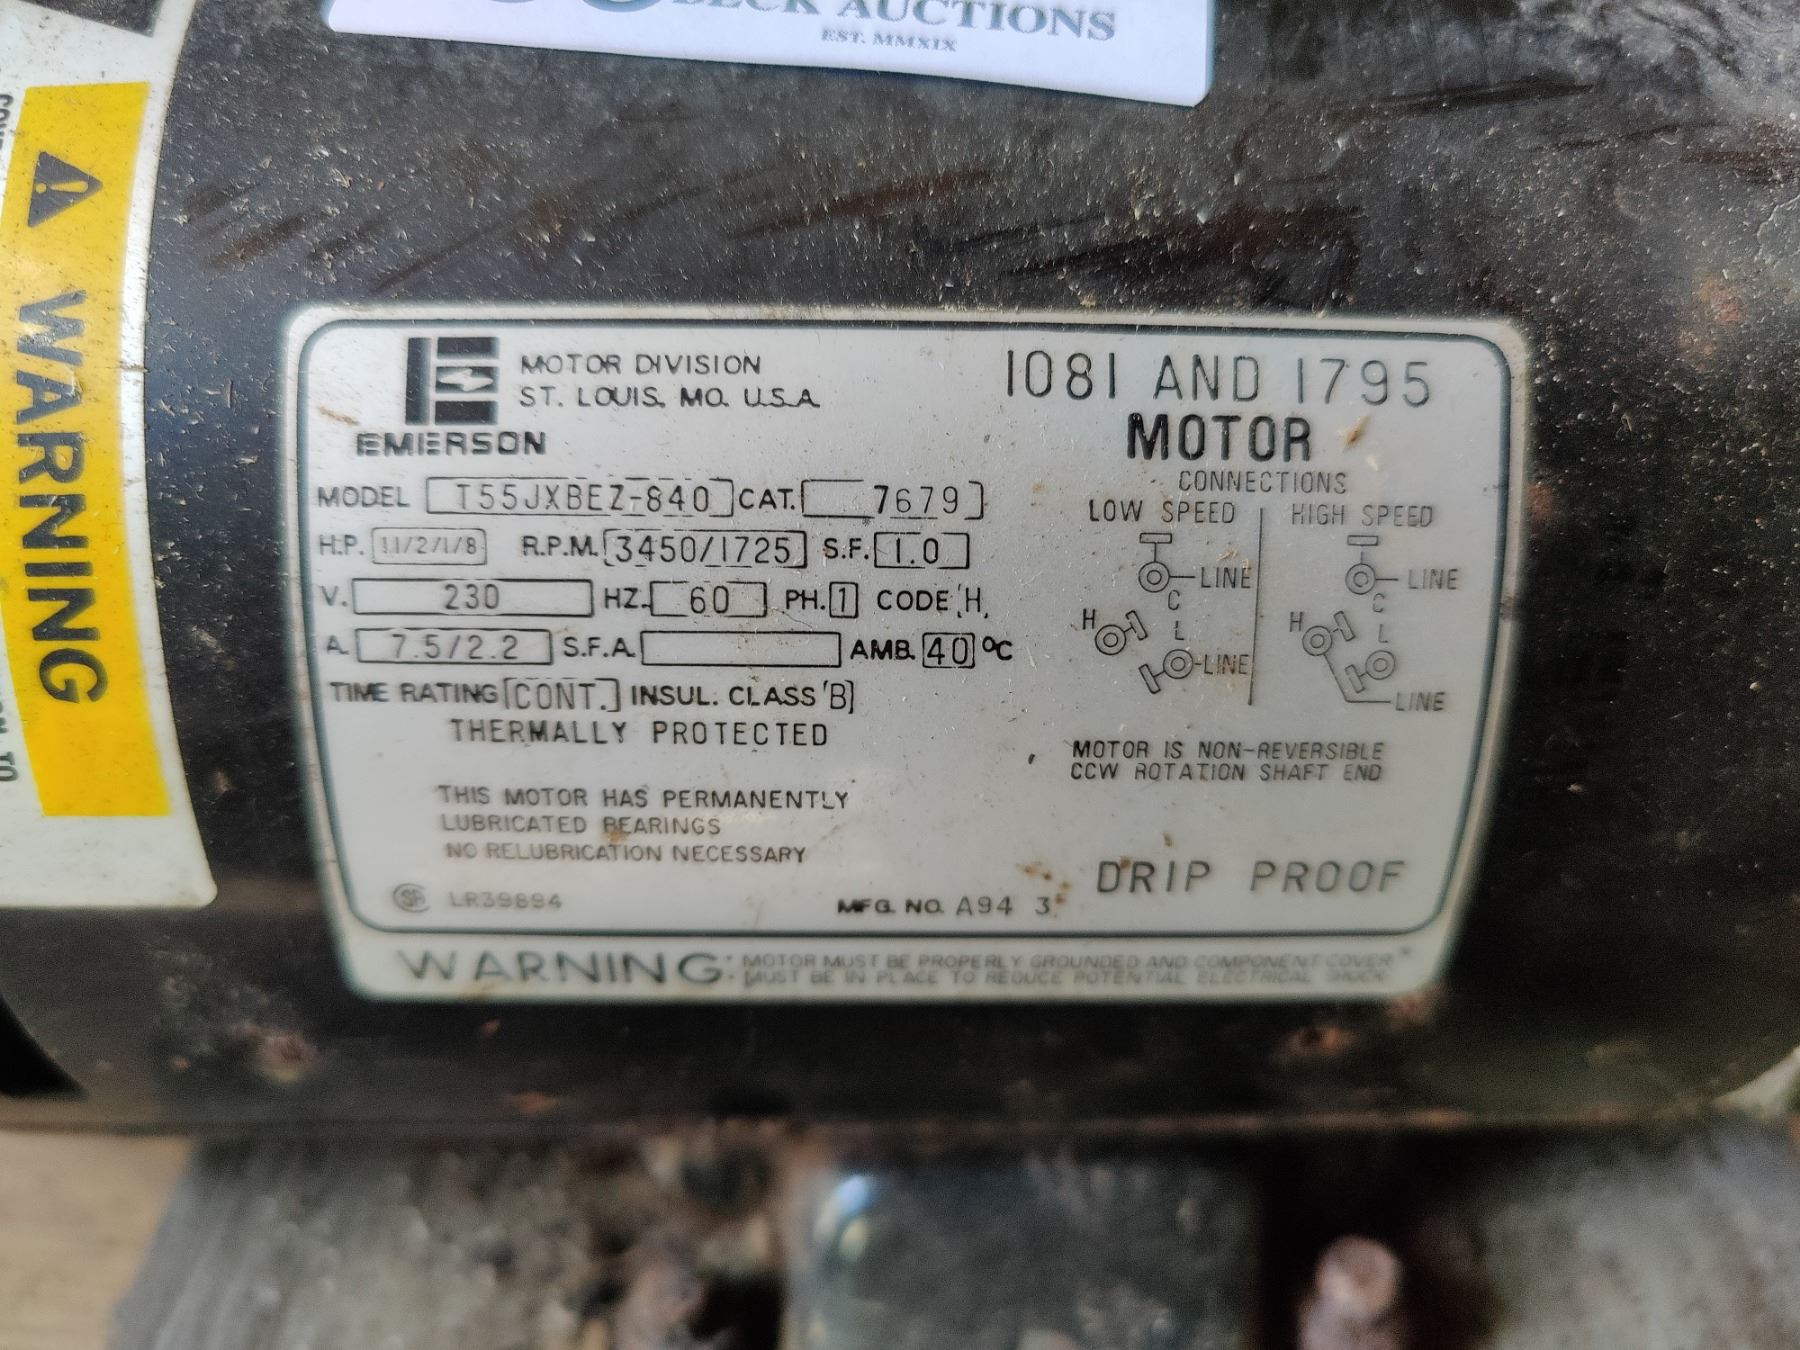 BECK AUCTIONS
EST. MMXIX
WARNING
EMERSON
MOTOR DIVISION
ST. LOUIS, MO. U.S.A.
MODEL T55JXBEZ-840 CAT. 7679
H.P. 11/2/1/8 R.P.M. 3450/1725 S.F. 1.0
V. 230 HZ. 60 PH. 1 CODE H
A. 7.5/2.2 S.F.A. AMB. 40 °C
TIME RATING CONT. INSUL. CLASS B
THERMALLY PROTECTED
THIS MOTOR HAS PERMANENTLY
LUBRICATED BEARINGS
NO RELUBRICATION NECESSARY
SA LR39894
MFG. NO. A94 3
1081 AND 1795
MOTOR
CONNECTIONS
LOW SPEED
LINE
C
H
L
LINE
HIGH SPEED
LINE
C
H
L
LINE
MOTOR IS NON-REVERSIBLE
CCW ROTATION SHAFT END
DRIP PROOF
WARNING: MOTOR MUST BE PROPERLY GROUNDED AND COMPONENT COVER
MUST BE IN PLACE TO REDUCE POTENTIAL ELECTRICAL SHOCK